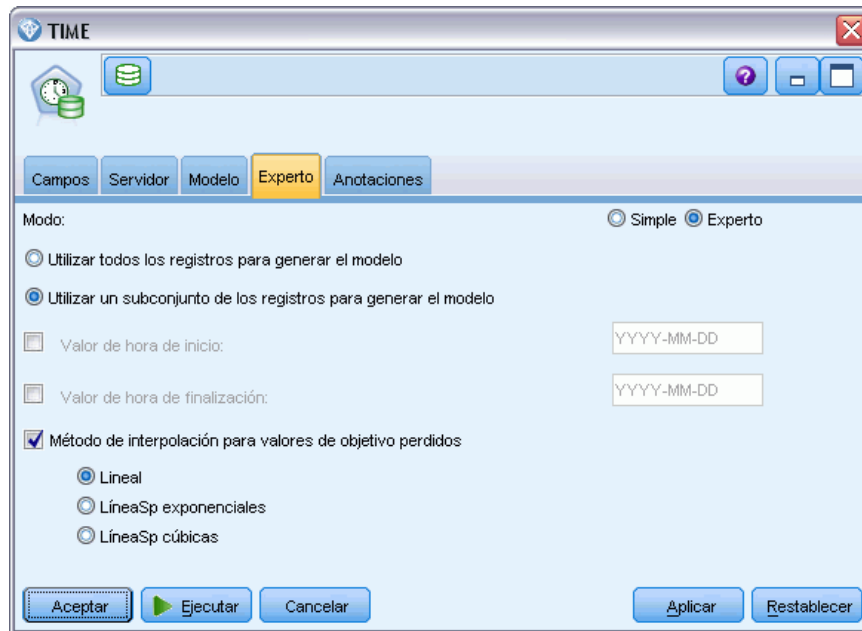 TIME
Campos Servidor Modelo Experto Anotaciones
Modo: Simple Experto
Utilizar todos los registros para generar el modelo
Utilizar un subconjunto de los registros para generar el modelo
Valor de hora de inicio: YYYY-MM-DD
Valor de hora de finalización: YYYY-MM-DD
Método de interpolación para valores de objetivo perdidos
Lineal
LíneaSp exponenciales
LíneaSp cúbicas
Aceptar Ejecutar Cancelar Aplicar Restablecer